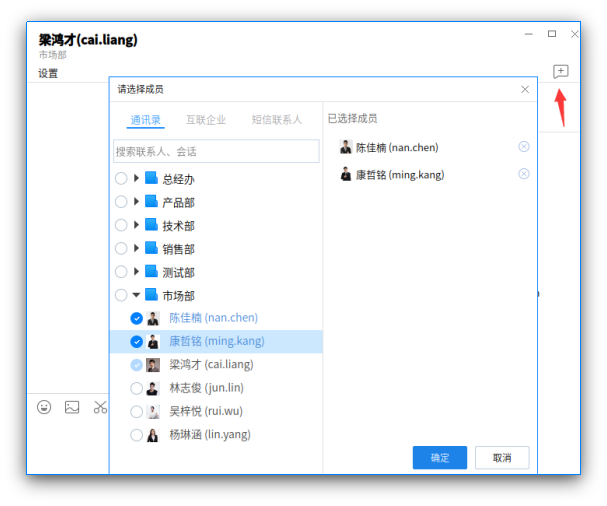 梁鸿才(cai.liang)
市场部
设置
请选择成员
通讯录 互联企业 短信联系人
搜索联系人、会话
总经办
产品部
技术部
销售部
测试部
市场部
陈佳楠 (nan.chen)
康哲铭 (ming.kang)
梁鸿才 (cai.liang)
林志俊 (jun.lin)
吴梓悦 (rui.wu)
杨琳涵 (lin.yang)
已选择成员
陈佳楠 (nan.chen)
康哲铭 (ming.kang)
确定 取消